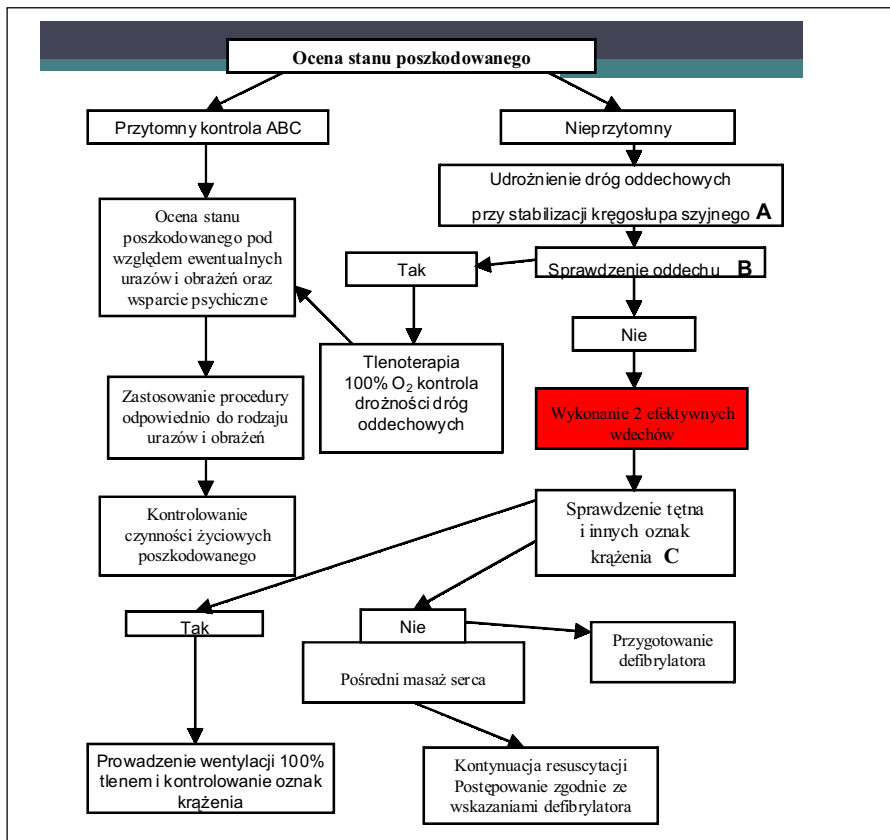 Ocena stanu poszkodowanego
Przytomny kontrola ABC
Nieprzytomny
Udrożnienie dróg oddechowych
przy stabilizacji kręgosłupa szyjnego A
Ocena stanu
poszkodowanego pod
względem ewentualnych
urazów i obrażeń oraz
wsparcie psychiczne
Tak
Sprawdzenie oddechu B
Nie
Tlenoterapia
100% O₂ kontrola
drożności dróg
oddechowych
Zastosowanie procedury
odpowiednio do rodzaju
urazów i obrażeń
Wykonanie 2 efektywnych
wdechów
Kontrolowanie
czynności życiowych
poszkodowanego
Sprawdzenie tętna
i innych oznak
krążenia C
Tak
Nie
Przygotowanie
defibrylatora
Pośredni masaż serca
Prowadzenie wentylacji 100%
tlenem i kontrolowanie oznak
krążenia
Kontynuacja resuscytacji
Postępowanie zgodnie ze
wskazaniami defibrylatora